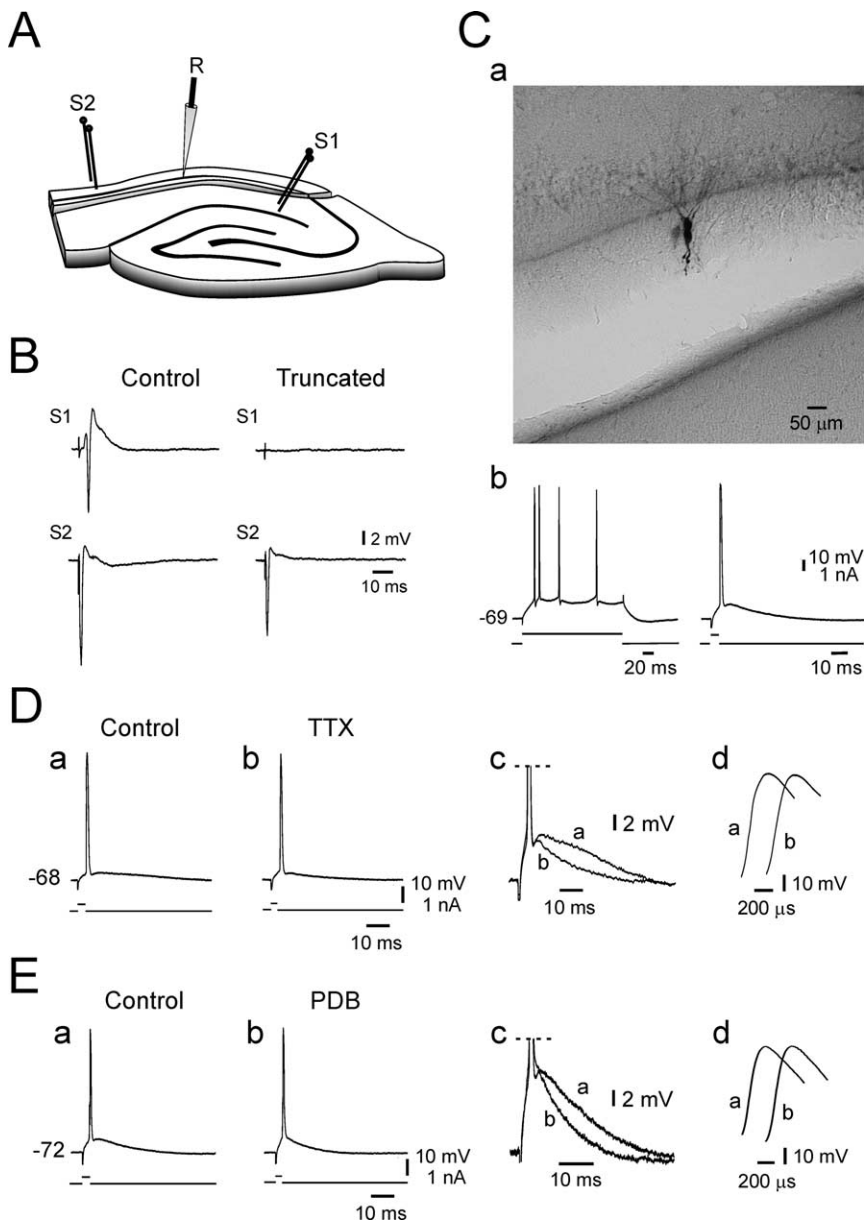 A
S2
R
S1
B
Control
Truncated
S1
S1
S2
S2
2 mV
10 ms
C
a
50 μm
b
-69
20 ms
10 mV
1 nA
10 ms
D
Control
TTX
a
b
c
d
-68
10 mV
1 nA
10 ms
a
b
2 mV
10 ms
a
b
10 mV
200 μs
E
Control
PDB
a
b
c
d
-72
10 mV
1 nA
10 ms
a
b
2 mV
10 ms
a
b
10 mV
200 μs